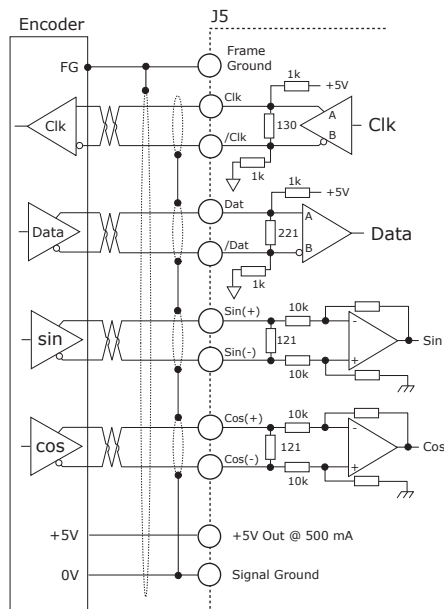 Encoder
J5
FG
Frame
Ground
1k
+5V
Clk
Clk
A
130
B
Clk
/Clk
1k
1k
+5V
Dat
Data
A
221
B
Data
/Dat
1k
Sin(+)
10k
-
sin
121
Sin
Sin(-)
+
10k
Cos(+)
10k
-
cos
121
Cos
Cos(-)
+
10k
+5V
+5V Out @ 500 mA
0V
Signal Ground